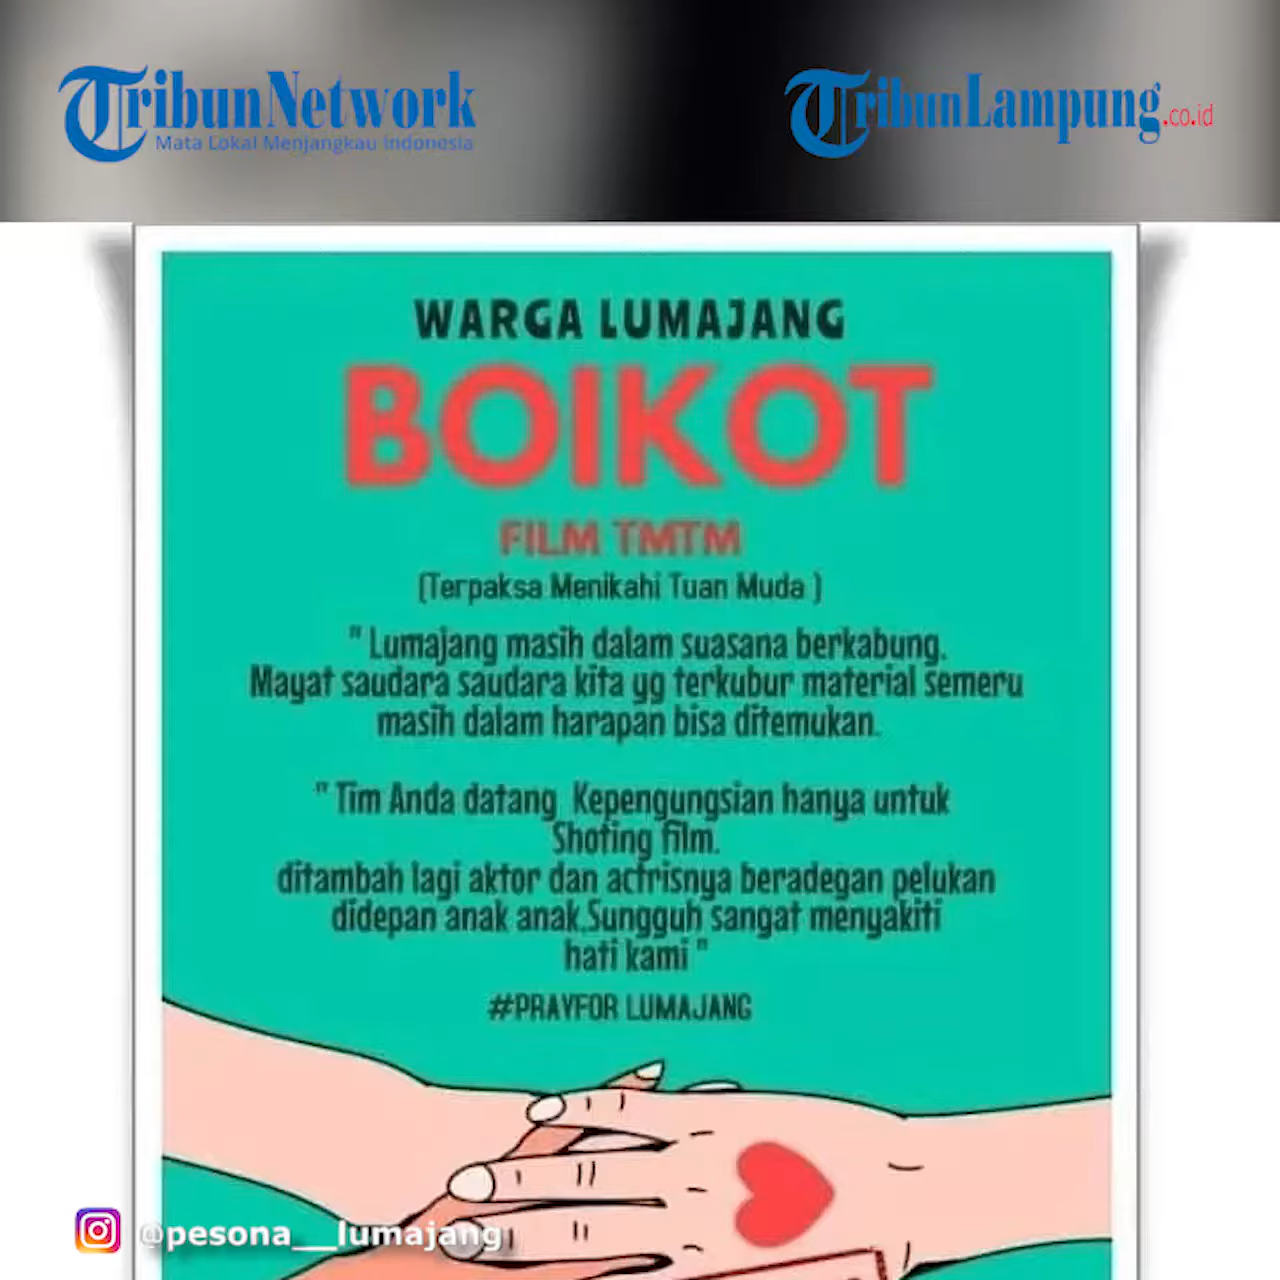 TribunNetwork
Mata Lokal Menjangkau Indonesia
TribunLampung.co.id
WARGA LUMAJANG
BOIKOT
FILM TMTM
(Terpaksa Menikahi Tuan Muda )
" Lumajang masih dalam suasana berkabung.
Mayat saudara saudara kita yg terkubur material semeru
masih dalam harapan bisa ditemukan.
" Tim Anda datang Kepengungsian hanya untuk
Shoting film.
ditambah lagi aktor dan actrisnya beradegan pelukan
didepan anak anak.Sungguh sangat menyakiti
hati kami "
#PRAYFOR LUMAJANG
@pesona__lumajang